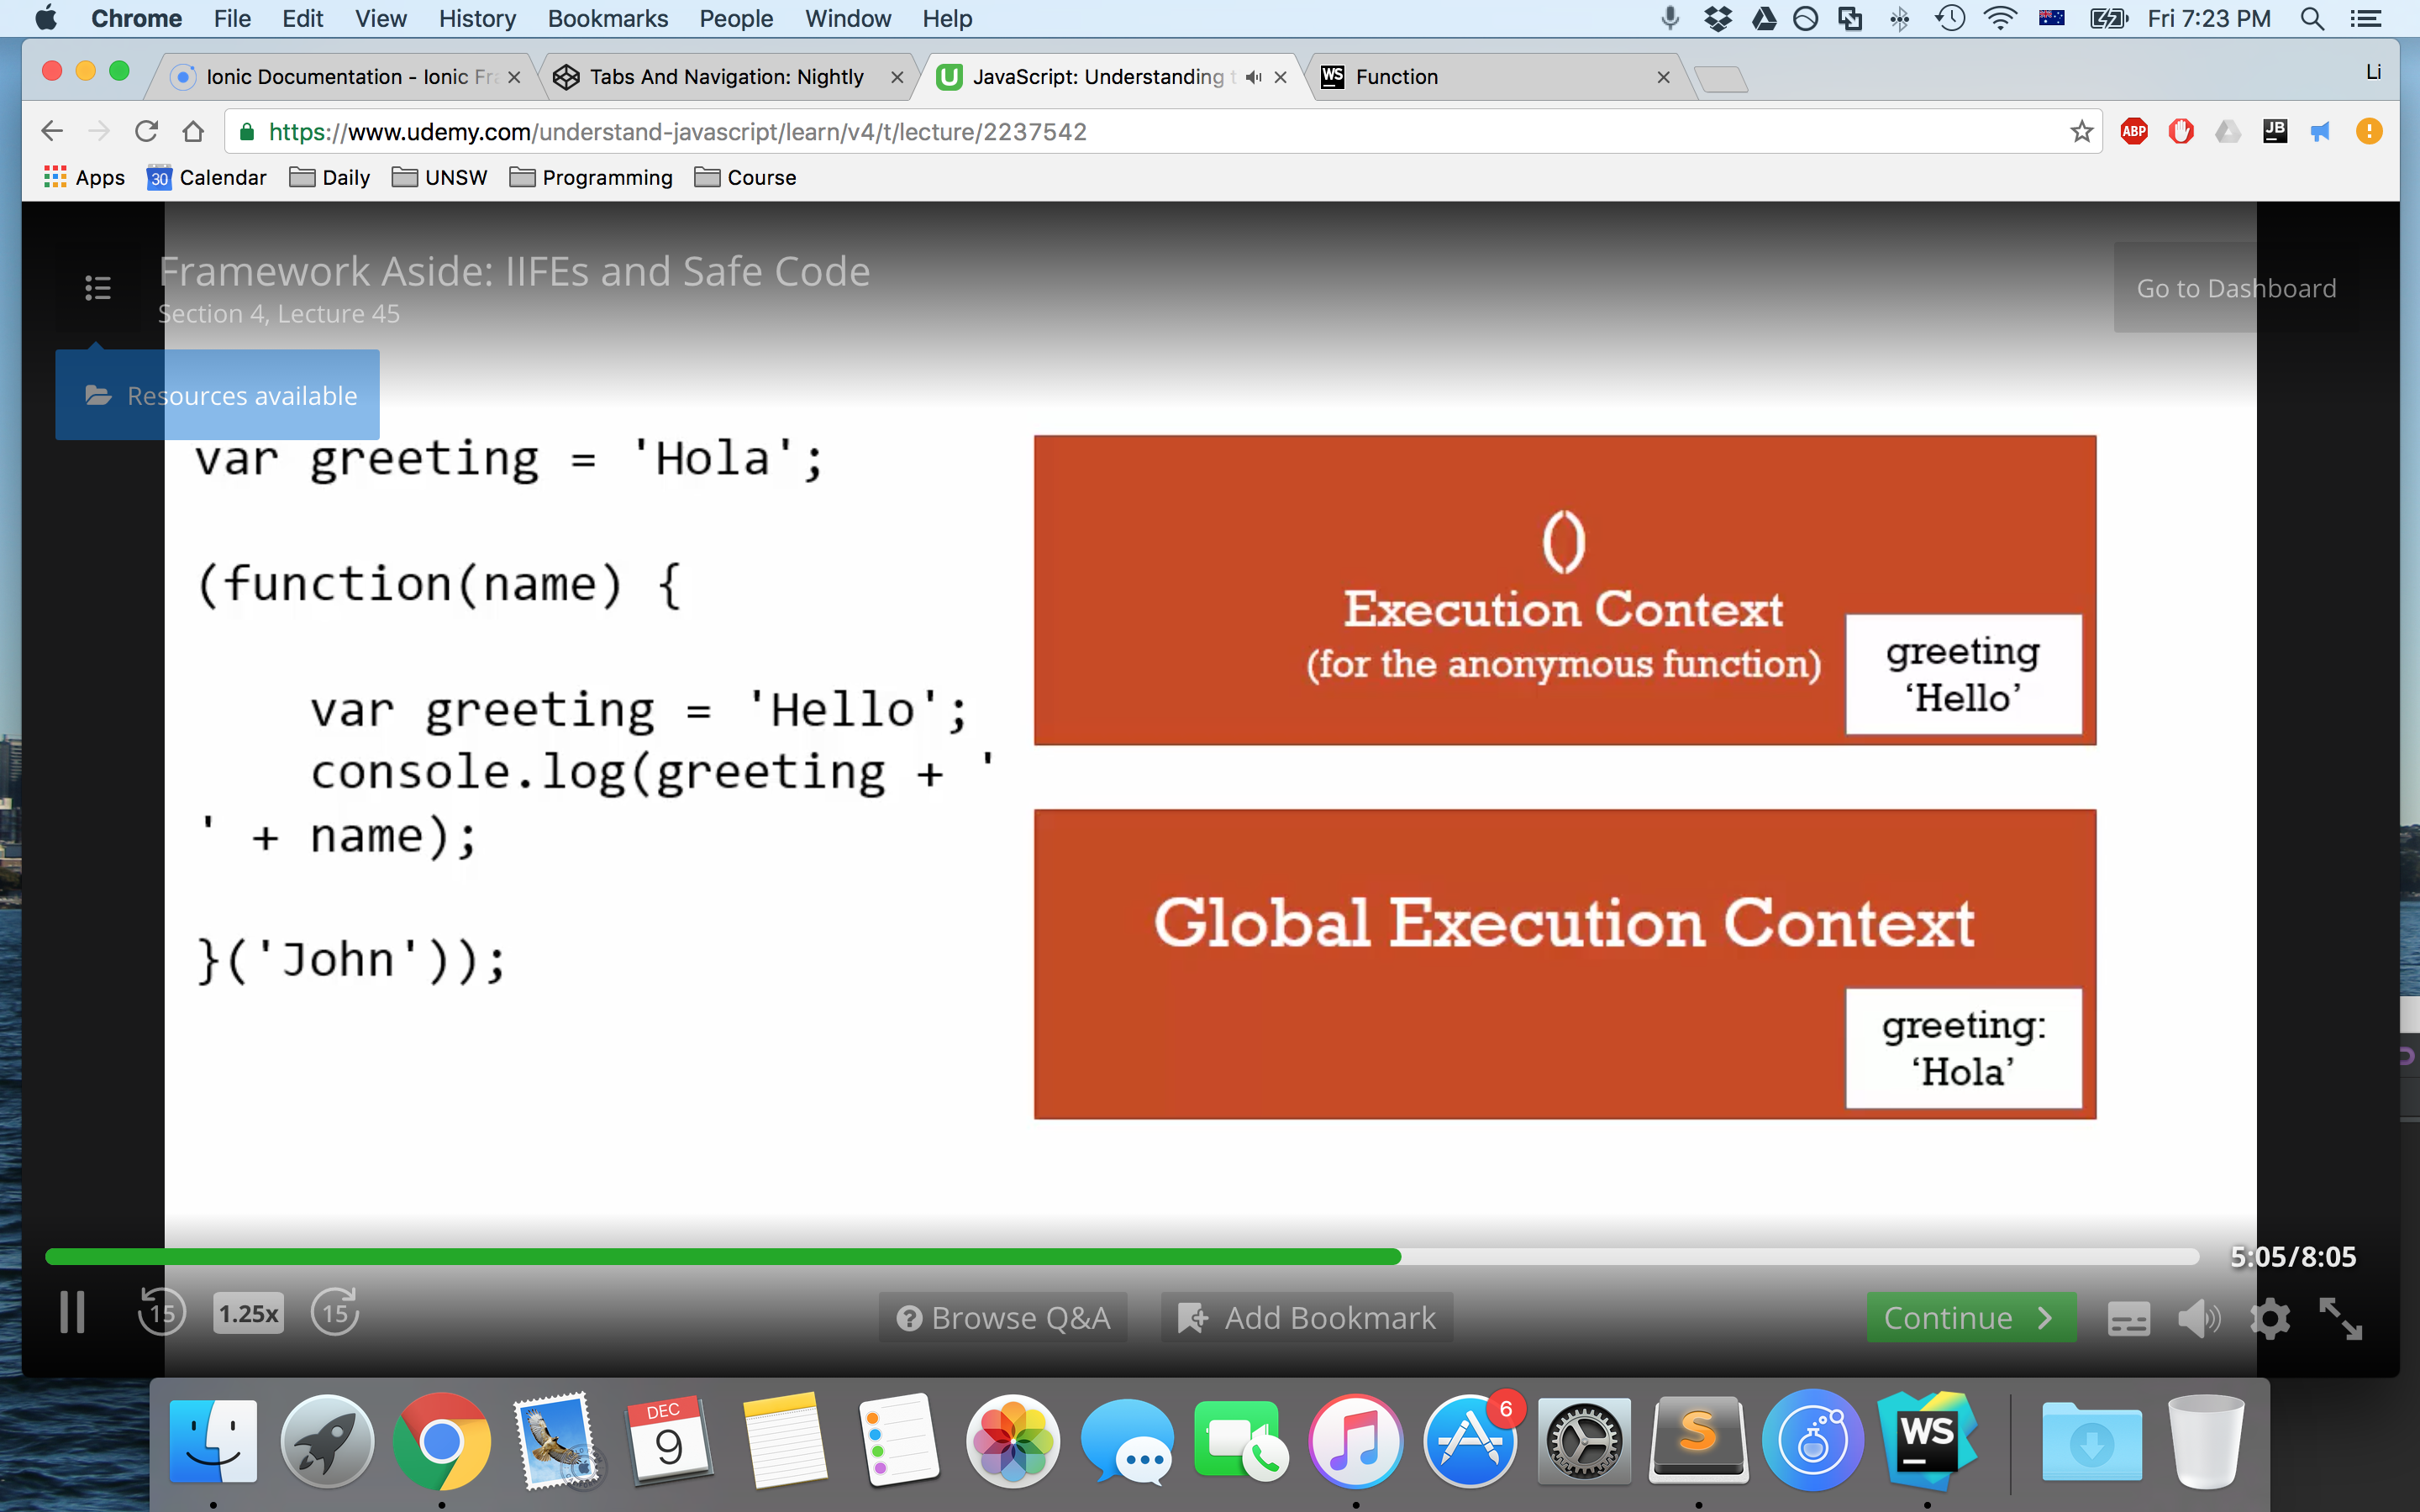 Chrome File Edit View History Bookmarks People Window Help Fri 7:23 PM
Ionic Documentation - Ionic Fra Tabs And Navigation: Nightly JavaScript: Understanding t WS Function Li
https://www.udemy.com/understand-javascript/learn/v4/t/lecture/2237542 ABP JB
Apps 30 Calendar Daily UNSW Programming Course
Framework Aside: IIFEs and Safe Code
Section 4, Lecture 45
Go to Dashboard
Resources available
var greeting = 'Hola';
(function(name) {
var greeting = 'Hello';
console.log(greeting + '
' + name);
}('John'));
()
Execution Context
(for the anonymous function)
greeting
‘Hello’
Global Execution Context
greeting:
‘Hola’
5:05/8:05
15 1.25x 15 Browse Q&A Add Bookmark Continue
DEC
9
6
S
WS